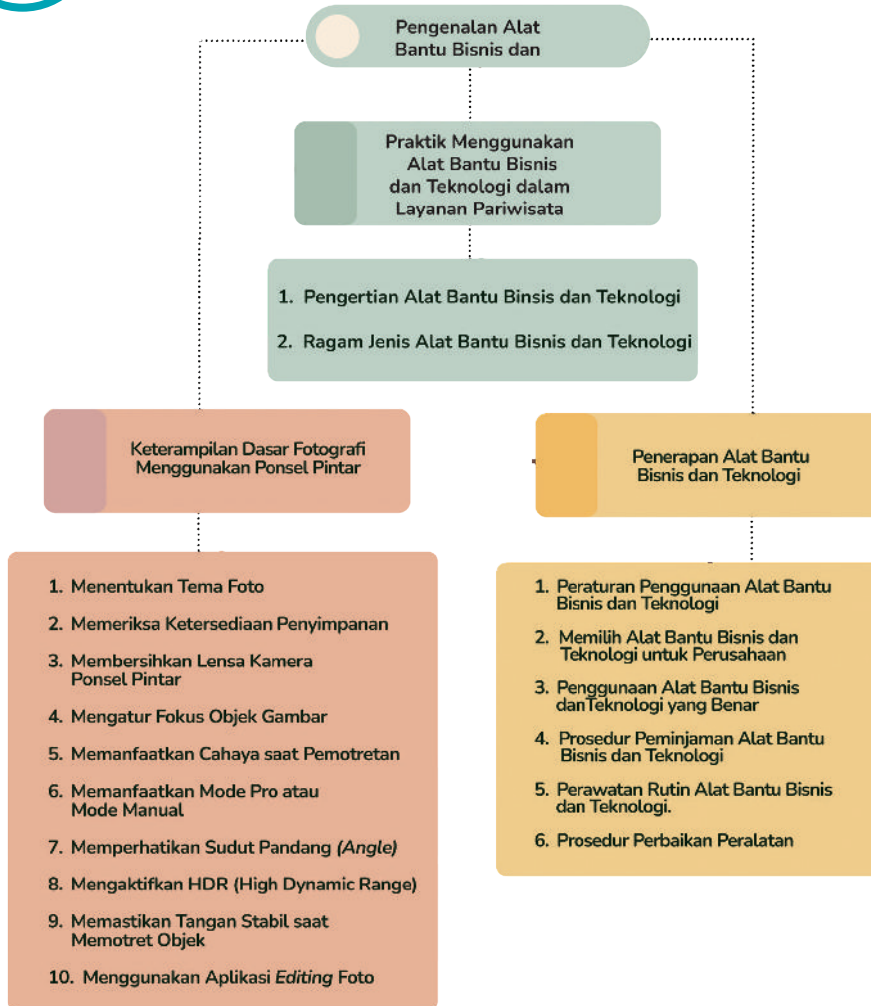 Pengenalan Alat
Bantu Bisnis dan
Praktik Menggunakan
Alat Bantu Bisnis
dan Teknologi dalam
Layanan Pariwisata
1. Pengertian Alat Bantu Binsis dan Teknologi
2. Ragam Jenis Alat Bantu Bisnis dan Teknologi
Keterampilan Dasar Fotografi
Menggunakan Ponsel Pintar
1. Menentukan Tema Foto
2. Memeriksa Ketersediaan Penyimpanan
3. Membersihkan Lensa Kamera
Ponsel Pintar
4. Mengatur Fokus Objek Gambar
5. Memanfaatkan Cahaya saat Pemotretan
6. Memanfaatkan Mode Pro atau
Mode Manual
7. Memperhatikan Sudut Pandang (Angle)
8. Mengaktifkan HDR (High Dynamic Range)
9. Memastikan Tangan Stabil saat
Memotret Objek
10. Menggunakan Aplikasi Editing Foto
Penerapan Alat Bantu
Bisnis dan Teknologi
1. Peraturan Penggunaan Alat Bantu
Bisnis dan Teknologi
2. Memilih Alat Bantu Bisnis dan
Teknologi untuk Perusahaan
3. Penggunaan Alat Bantu Bisnis
danTeknologi yang Benar
4. Prosedur Peminjaman Alat Bantu
Bisnis dan Teknologi
5. Perawatan Rutin Alat Bantu Bisnis
dan Teknologi.
6. Prosedur Perbaikan Peralatan